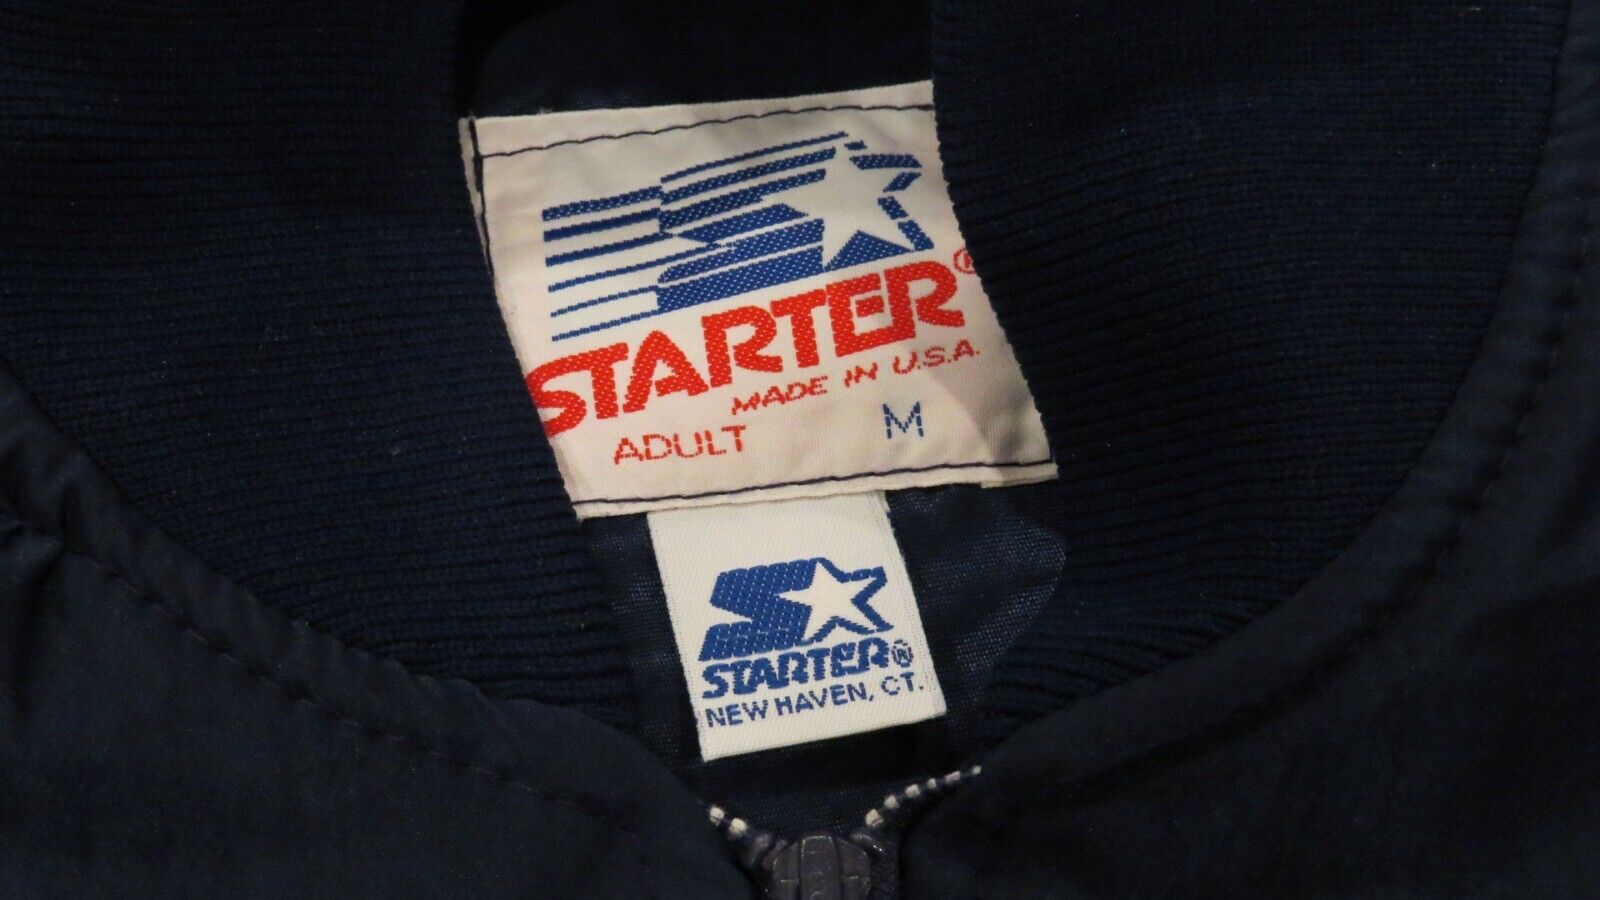 STARTER®
MADE IN U.S.A.
ADULT M
STARTER®
NEW HAVEN, CT.